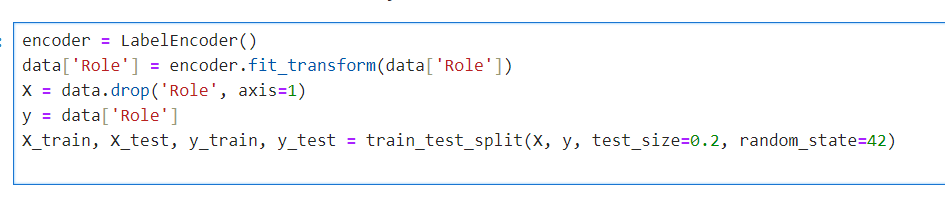 encoder = LabelEncoder()
data['Role'] = encoder.fit_transform(data['Role'])
X = data.drop('Role', axis=1)
y = data['Role']
X_train, X_test, y_train, y_test = train_test_split(X, y, test_size=0.2, random_state=42)